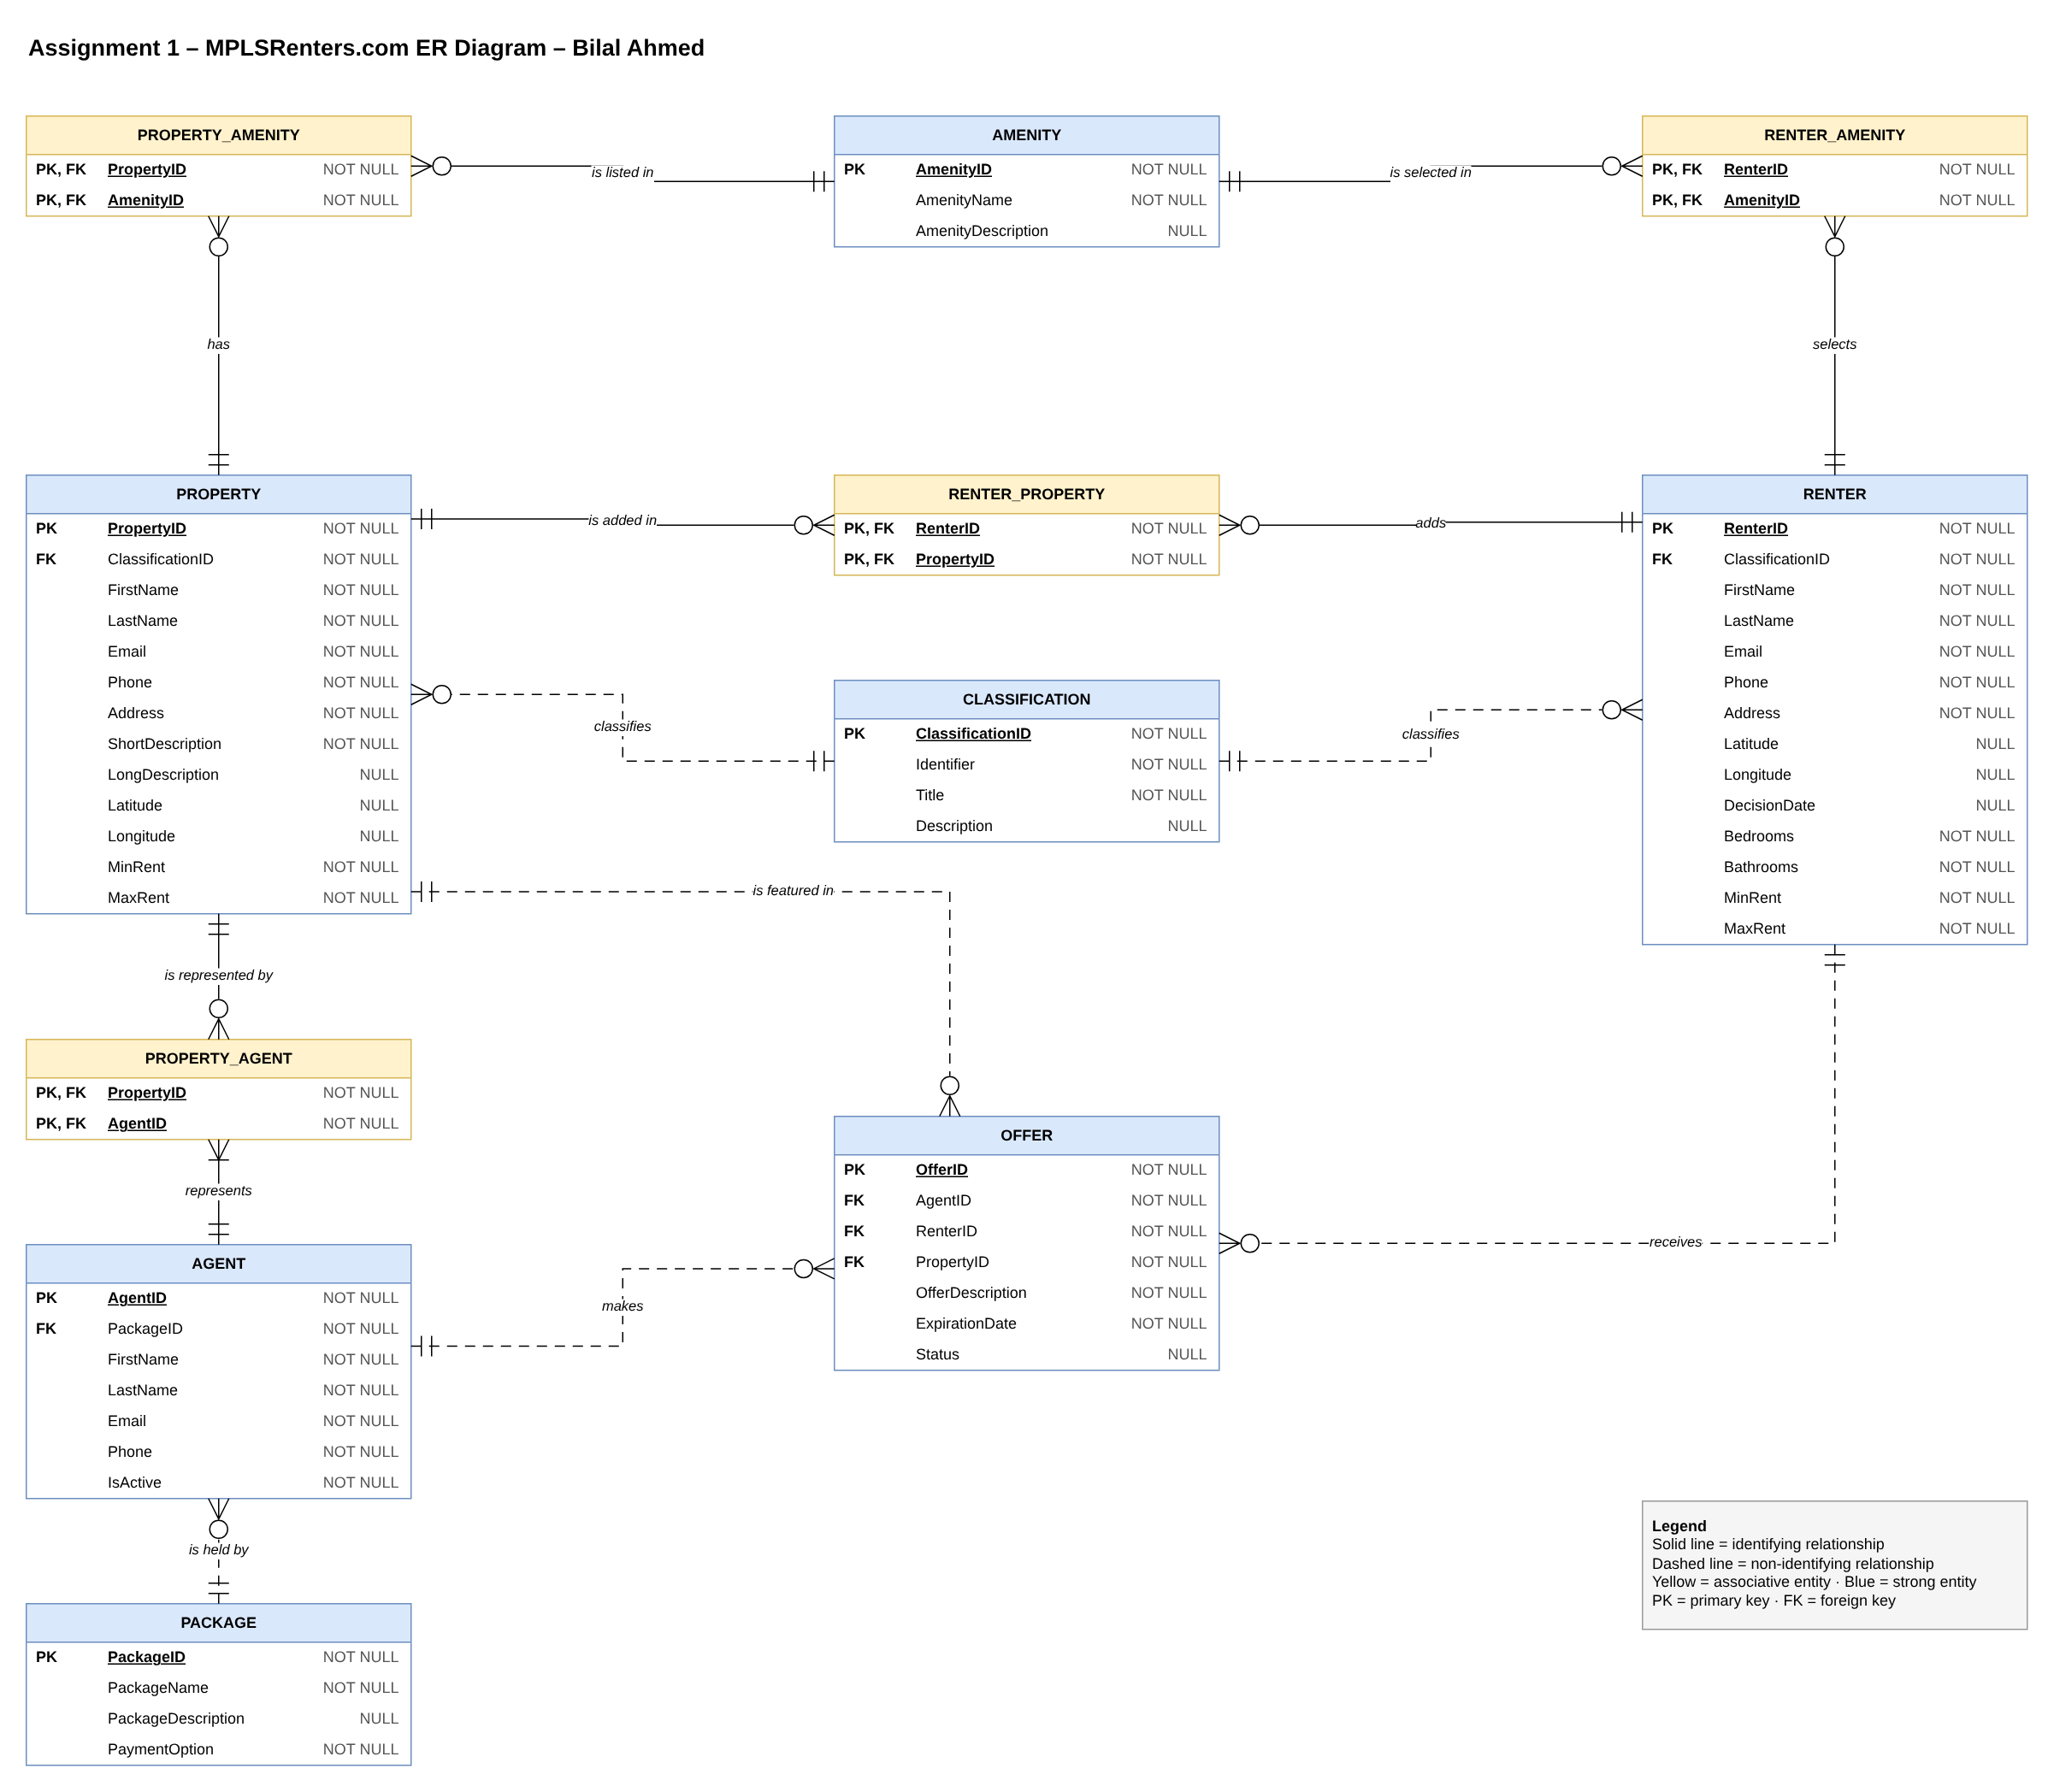 Assignment 1 – MPLSRenters.com ER Diagram – Bilal Ahmed
PROPERTY_AMENITY
PK, FK PropertyID NOT NULL
PK, FK AmenityID NOT NULL
is listed in
AMENITY
PK AmenityID NOT NULL
AmenityName NOT NULL
AmenityDescription NULL
is selected in
RENTER_AMENITY
PK, FK RenterID NOT NULL
PK, FK AmenityID NOT NULL
has
selects
PROPERTY
PK PropertyID NOT NULL
FK ClassificationID NOT NULL
FirstName NOT NULL
LastName NOT NULL
Email NOT NULL
Phone NOT NULL
Address NOT NULL
ShortDescription NOT NULL
LongDescription NULL
Latitude NULL
Longitude NULL
MinRent NOT NULL
MaxRent NOT NULL
is added in
RENTER_PROPERTY
PK, FK RenterID NOT NULL
PK, FK PropertyID NOT NULL
adds
RENTER
PK RenterID NOT NULL
FK ClassificationID NOT NULL
FirstName NOT NULL
LastName NOT NULL
Email NOT NULL
Phone NOT NULL
Address NOT NULL
Latitude NULL
Longitude NULL
DecisionDate NULL
Bedrooms NOT NULL
Bathrooms NOT NULL
MinRent NOT NULL
MaxRent NOT NULL
classifies
CLASSIFICATION
PK ClassificationID NOT NULL
Identifier NOT NULL
Title NOT NULL
Description NULL
classifies
is featured in
is represented by
PROPERTY_AGENT
PK, FK PropertyID NOT NULL
PK, FK AgentID NOT NULL
represents
OFFER
PK OfferID NOT NULL
FK AgentID NOT NULL
FK RenterID NOT NULL
FK PropertyID NOT NULL
OfferDescription NOT NULL
ExpirationDate NOT NULL
Status NULL
receives
AGENT
PK AgentID NOT NULL
FK PackageID NOT NULL
FirstName NOT NULL
LastName NOT NULL
Email NOT NULL
Phone NOT NULL
IsActive NOT NULL
makes
is held by
PACKAGE
PK PackageID NOT NULL
PackageName NOT NULL
PackageDescription NULL
PaymentOption NOT NULL
Legend
Solid line = identifying relationship
Dashed line = non-identifying relationship
Yellow = associative entity · Blue = strong entity
PK = primary key · FK = foreign key